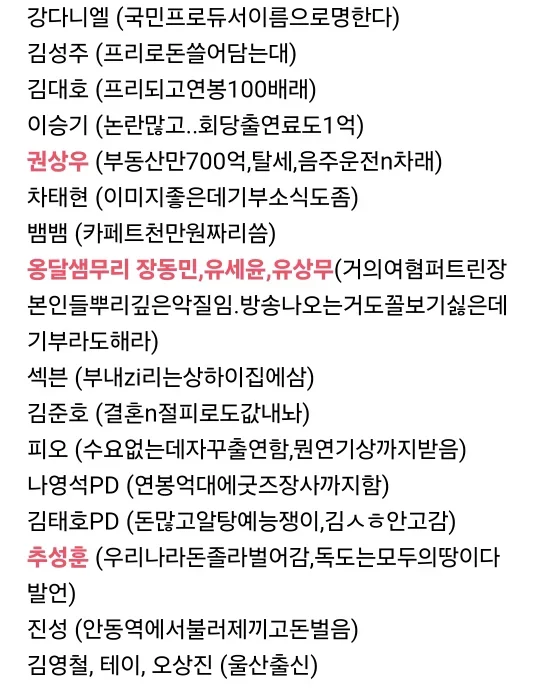 강다니엘 (국민프로듀서이름으로명한다)
김성주 (프리로돈쓸어담는대)
김대호 (프리되고연봉100배래)
이승기 (논란많고..회당출연료도1억)
권상우 (부동산만700억,탈세,음주운전n차래)
차태현 (이미지좋은데기부소식도좀)
뱀뱀 (카페트천만원짜리씀)
옹달샘무리 장동민,유세윤,유상무(거의여혐퍼트린장
본인들뿌리깊은악질임.방송나오는거도꼴보기싫은데
기부라도해라)
섹븐 (부내zi리는상하이집에삼)
김준호 (결혼n절피로도값내놔)
피오 (수요없는데자꾸출연함,뭔연기상까지받음)
나영석PD (연봉억대에굿즈장사까지함)
김태호PD (돈많고알탕예능쟁이,김ㅅㅎ안고감)
추성훈 (우리나라돈졸라벌어감,독도는모두의땅이다
발언)
진성 (안동역에서불러제끼고돈벌음)
김영철, 테이, 오상진 (울산출신)